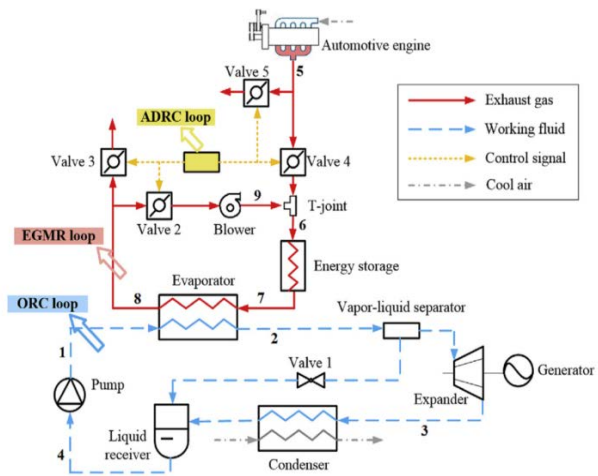 Automotive engine
5
Valve 5
ADRC loop
Exhaust gas
Working fluid
Control signal
Cool air
Valve 3
Valve 4
9
T-joint
Valve 2
Blower
6
EGMR loop
Energy storage
Evaporator
8
7
ORC loop
Vapor-liquid separator
2
1
Valve 1
Generator
Pump
Expander
3
4
Liquid
receiver
Condenser